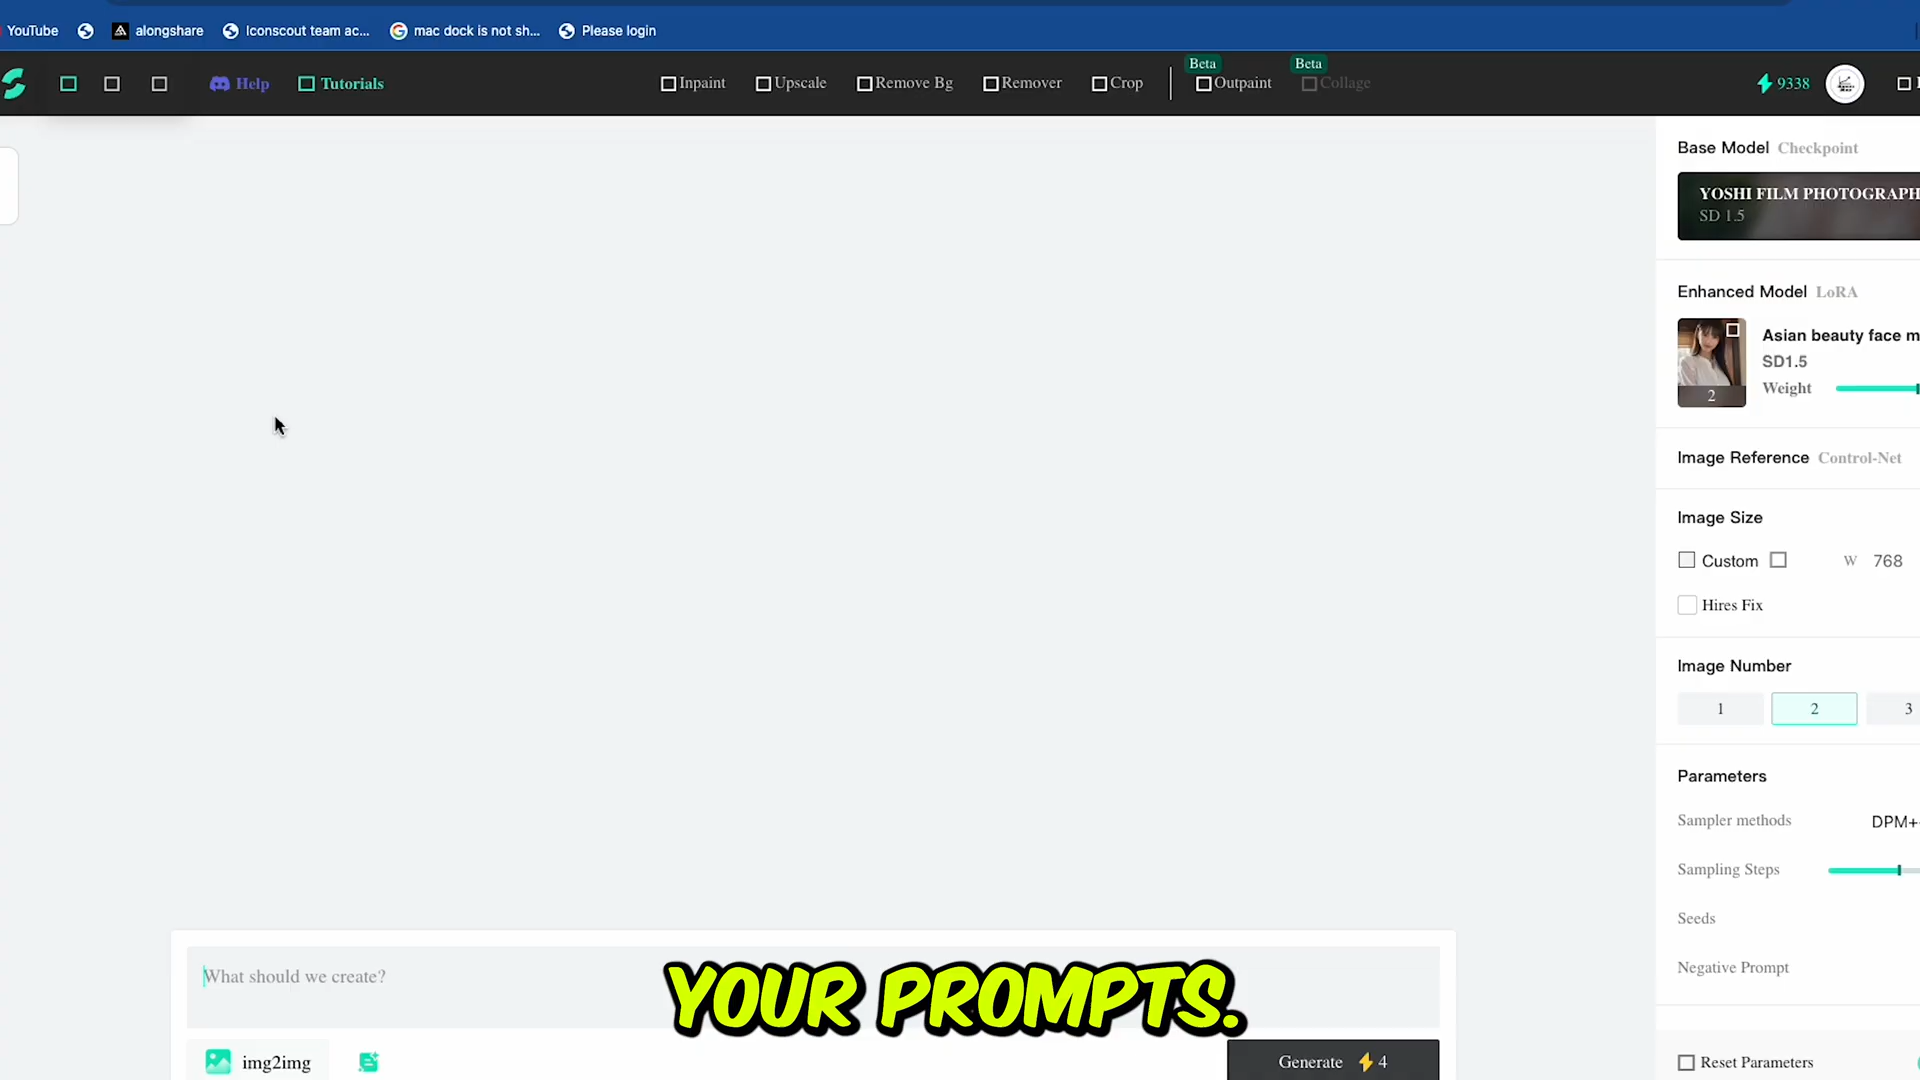 YouTube
alongshare
Iconscout team ac...
mac dock is not sh...
Please login
Help
Tutorials
Inpaint
Upscale
Remove Bg
Remover
Crop
Beta
Outpaint
Beta
Collage
9338
Base Model Checkpoint
YOSHI FILM PHOTOGRAPH
SD 1.5
Enhanced Model LoRA
Asian beauty face m
SD1.5
2
Weight
Image Reference Control-Net
Image Size
Custom
W 768
Hires Fix
Image Number
1
2
3
Parameters
Sampler methods
DPM+
Sampling Steps
Seeds
Negative Prompt
What should we create?
YOUR PROMPTS.
img2img
Generate 4
Reset Parameters